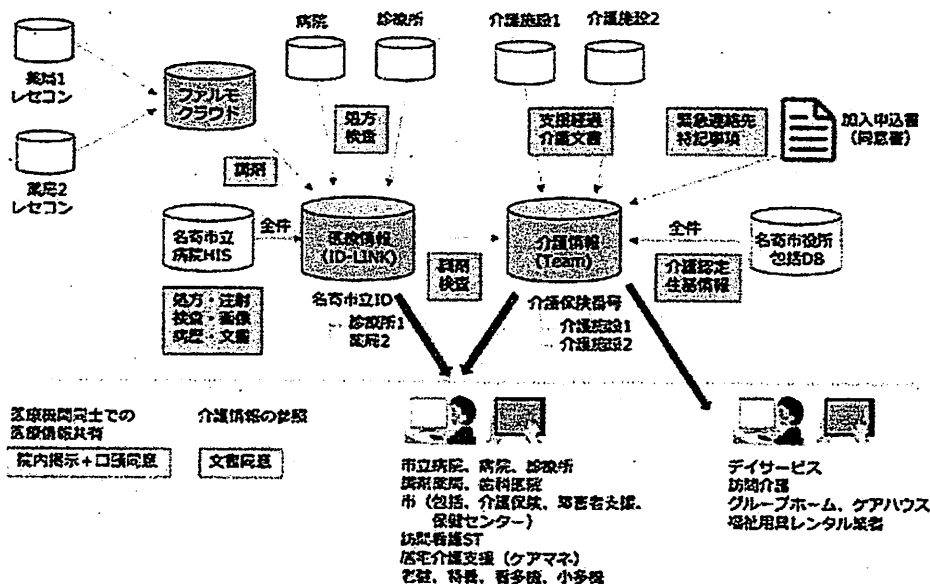 病院
診療所
介護施設1
介護施設2
薬局1
レセコン
ファルモ
クラウド
処方
検査
支援経過
介護文書
緊急連絡先
特記事項
加入申込書
(同意書)
薬局2
レセコン
調剤
名寄市立
病院HIS
全件
医療情報
(ID-LINK)
調剤
検査
介護情報
(Team)
全件
介護認定
生活情報
名寄市役所
包括DB
処方・注射
検査・画像
病歴・文書
名寄市立ID
診療所1
薬局2
介護保険番号
介護施設1
介護施設2
医療機関同士での
医療情報共有
院内掲示+口頭同意
介護情報の参照
文書同意
市立病院、病院、診療所
調剤薬局、歯科医院
市(包括、介護保険、障害者支援、
保健センター)
訪問看護ST
居宅介護支援(ケアマネ)
老健、特養、看多機、小多機
デイサービス
訪問介護
グループホーム、ケアハウス
福祉用具レンタル業者